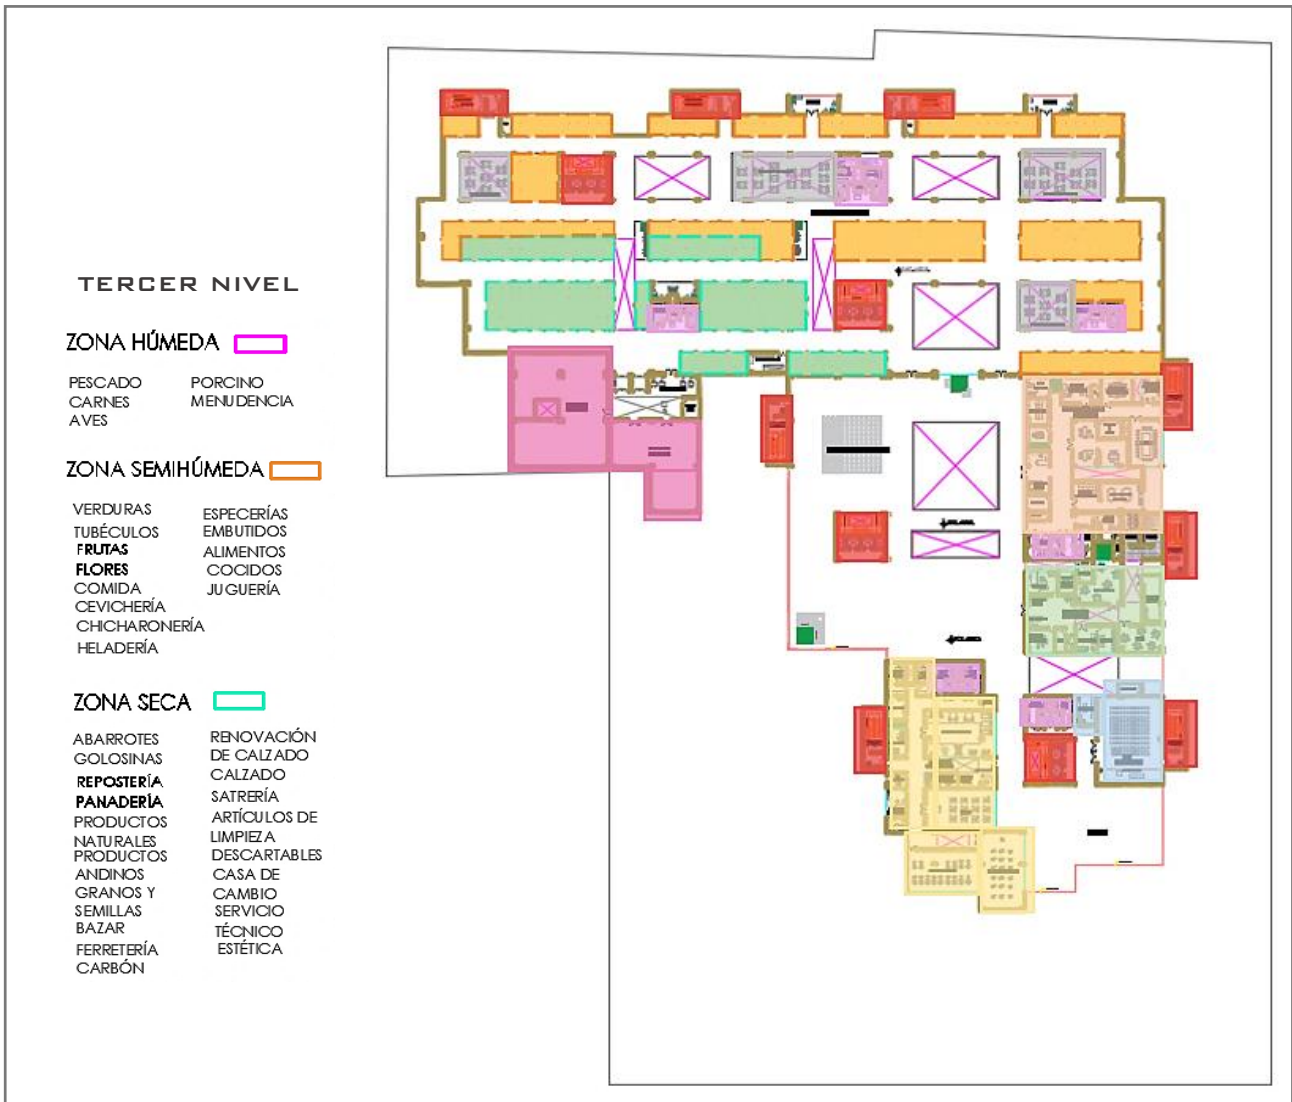 TERCER NIVEL
ZONA HÚMEDA
PESCADO
CARNES
AVES
PORCINO
MENUDENCIA
ZONA SEMIHÚMEDA
VERDURAS
TUBÉCULOS
FRUTAS
FLORES
COMIDA
CEVICHERÍA
CHICHARONERÍA
HELADERÍA
ESPECERÍAS
EMBUTIDOS
ALIMENTOS
COCIDOS
JUGUERÍA
ZONA SECA
ABARROTES
GOLOSINAS
REPOSTERÍA
PANADERÍA
PRODUCTOS
NATURALES
PRODUCTOS
ANDINOS
GRANOS Y
SEMILLAS
BAZAR
FERRETERÍA
CARBÓN
RENOVACIÓN
DE CALZADO
CALZADO
SATRERÍA
ARTÍCULOS DE
LIMPIEZA
DESCARTABLES
CASA DE
CAMBIO
SERVICIO
TÉCNICO
ESTÉTICA